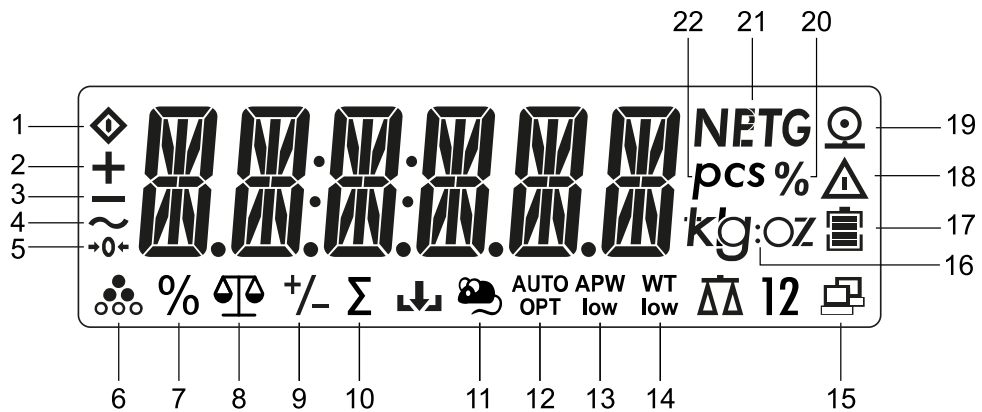 22 21 20
1 NETG 19
2 + pcs % 18
3 −
4 ~ kg:oz 17
5 →0← 16
% +/− Σ AUTO OPT APW low WT low 12
6 7 8 9 10 11 12 13 14 15